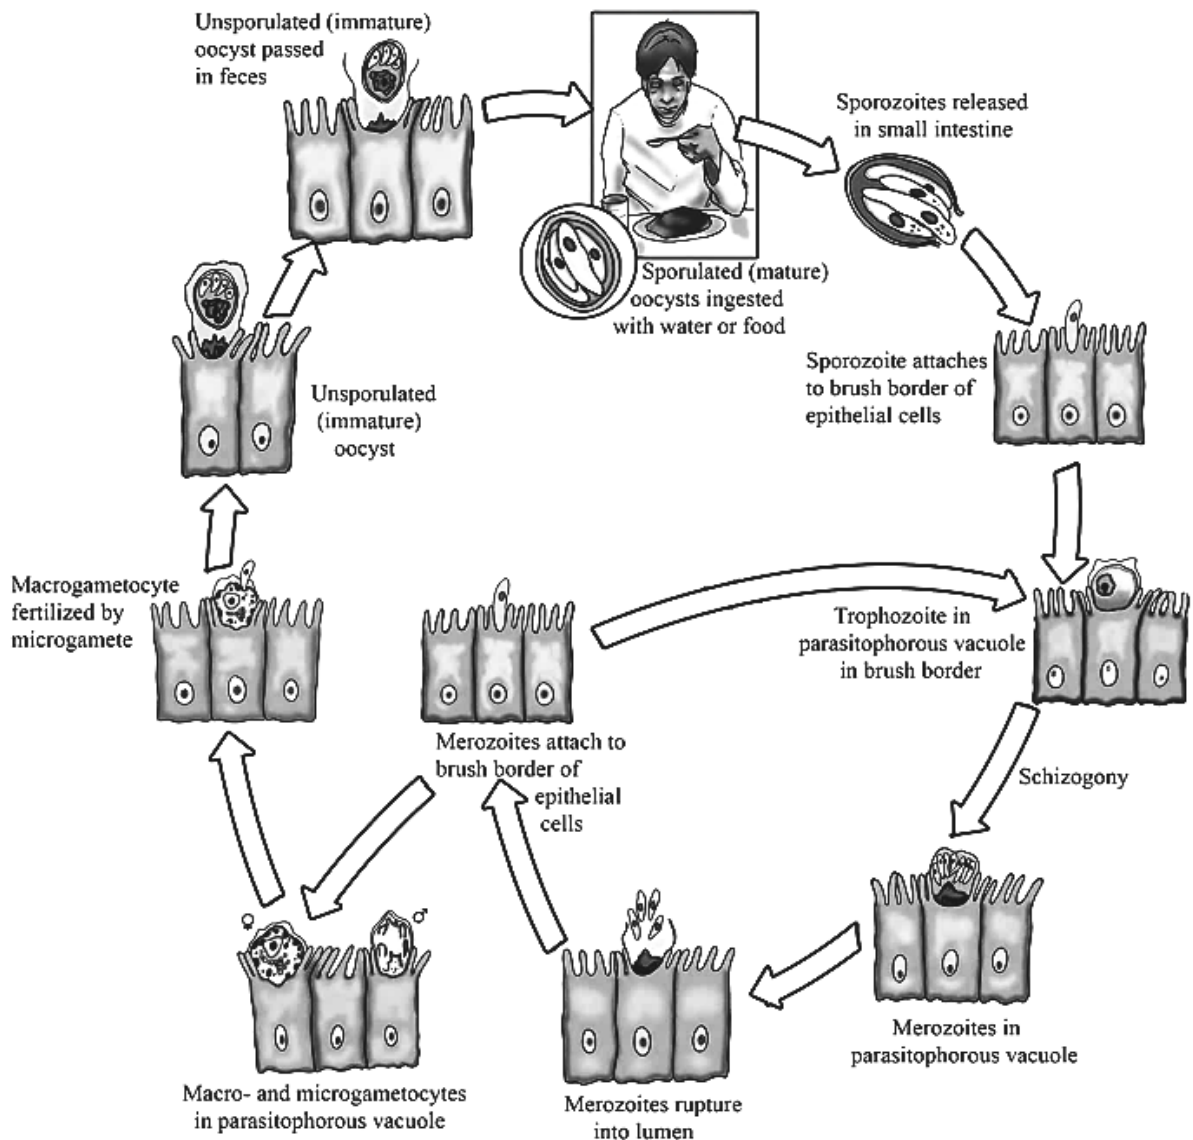 Unsporulated (immature)
oocyst passed
in feces
Sporozoites released
in small intestine
Sporulated (mature)
oocysts ingested
with water or food
Sporozoite attaches
to brush border of
epithelial cells
Unsporulated
(immature)
oocyst
Macrogametocyte
fertilized by
microgamete
Trophozoite in
parasitophorous vacuole
in brush border
Merozoites attach to
brush border of
epithelial
cells
Schizogony
♀
♂
Merozoites in
parasitophorous vacuole
Macro- and microgametocytes
in parasitophorous vacuole
Merozoites rupture
into lumen